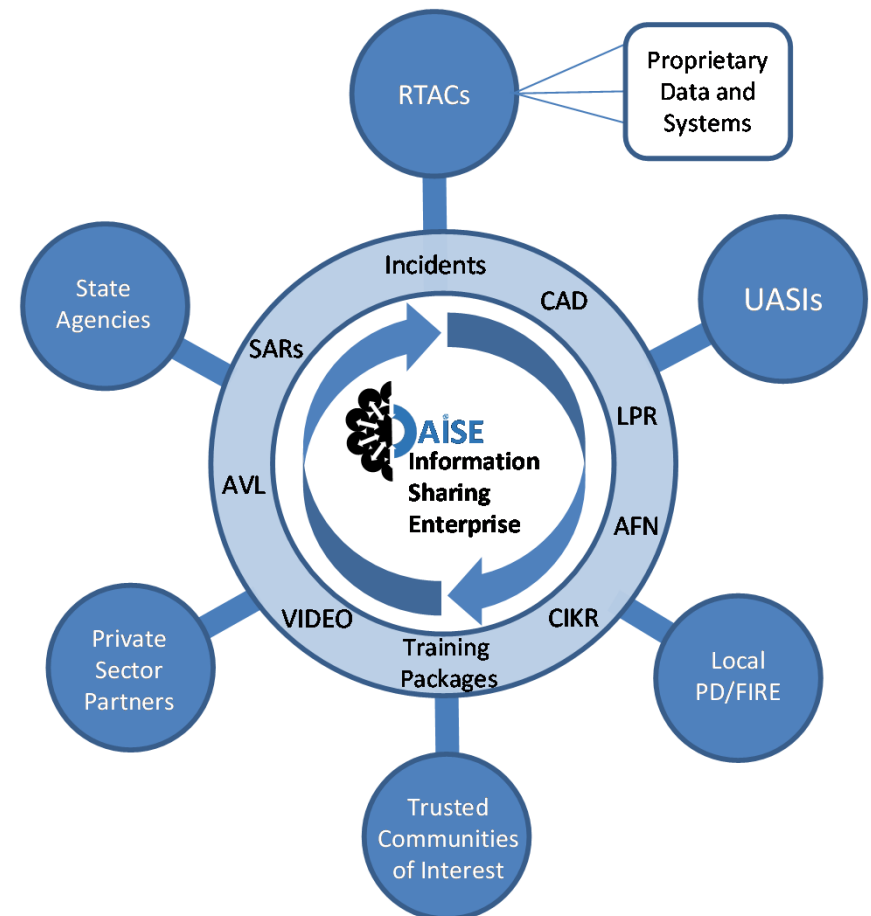 RTACs
Proprietary
Data and
Systems
State
Agencies
UASIs
Incidents
CAD
SARs
LPR
AVL
AFN
VIDEO
CIKR
Training
Packages
AISE
Information
Sharing
Enterprise
Private
Sector
Partners
Local
PD/FIRE
Trusted
Communities
of Interest